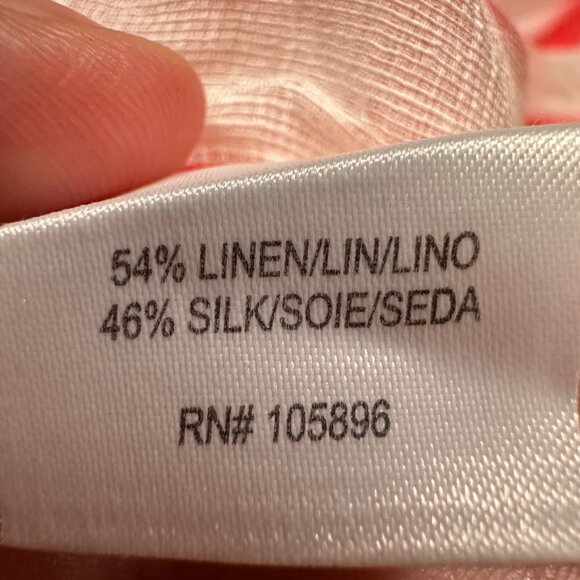 54% LINEN/LIN/LINO
46% SILK/SOIE/SEDA
RN# 105896